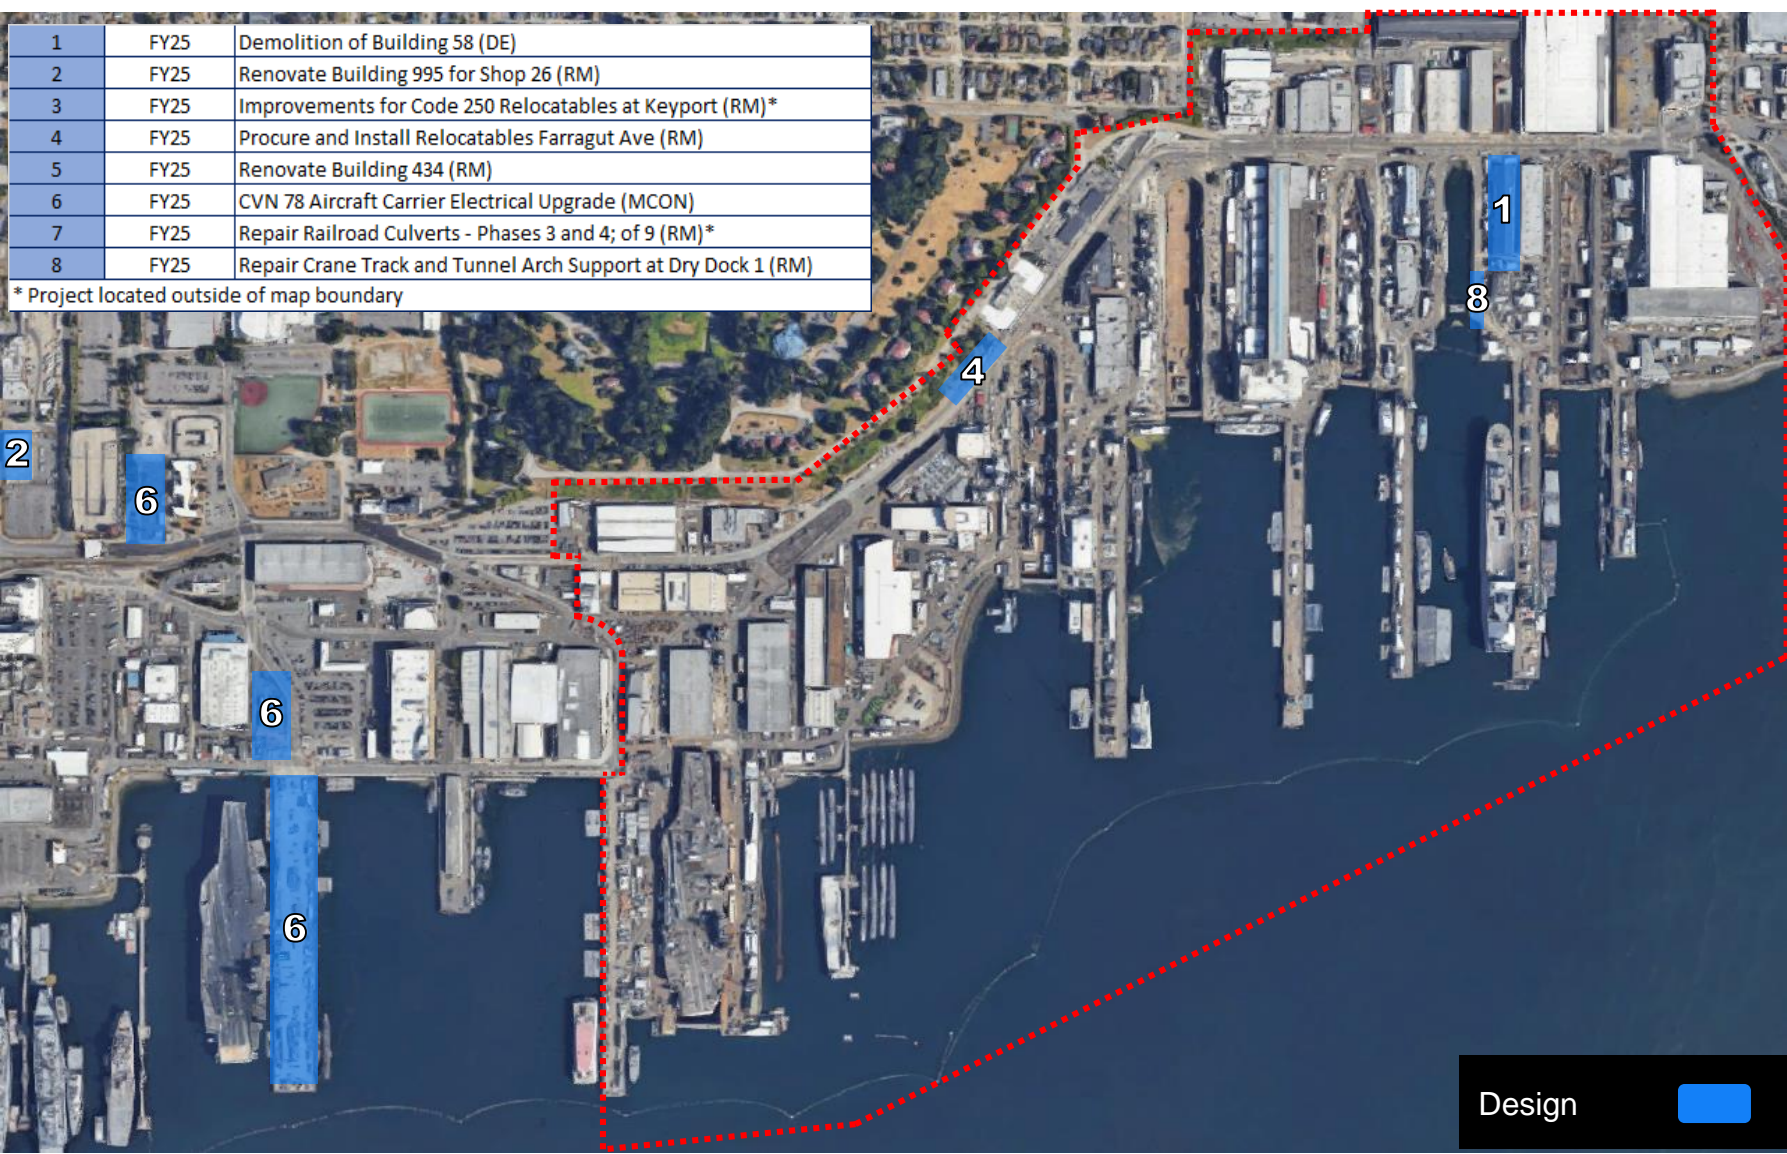 1 FY25 Demolition of Building 58 (DE)
2 FY25 Renovate Building 995 for Shop 26 (RM)
3 FY25 Improvements for Code 250 Relocatables at Keyport (RM)*
4 FY25 Procure and Install Relocatables Farragut Ave (RM)
5 FY25 Renovate Building 434 (RM)
6 FY25 CVN 78 Aircraft Carrier Electrical Upgrade (MCON)
7 FY25 Repair Railroad Culverts - Phases 3 and 4; of 9 (RM)*
8 FY25 Repair Crane Track and Tunnel Arch Support at Dry Dock 1 (RM)
* Project located outside of map boundary
1
8
4
2
6
6
6
Design